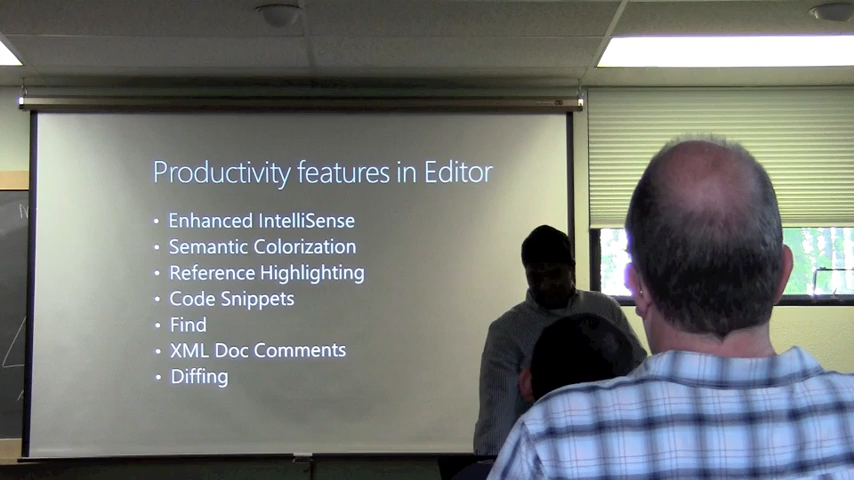 Productivity features in Editor
• Enhanced IntelliSense
• Semantic Colorization
• Reference Highlighting
• Code Snippets
• Find
• XML Doc Comments
• Diffing